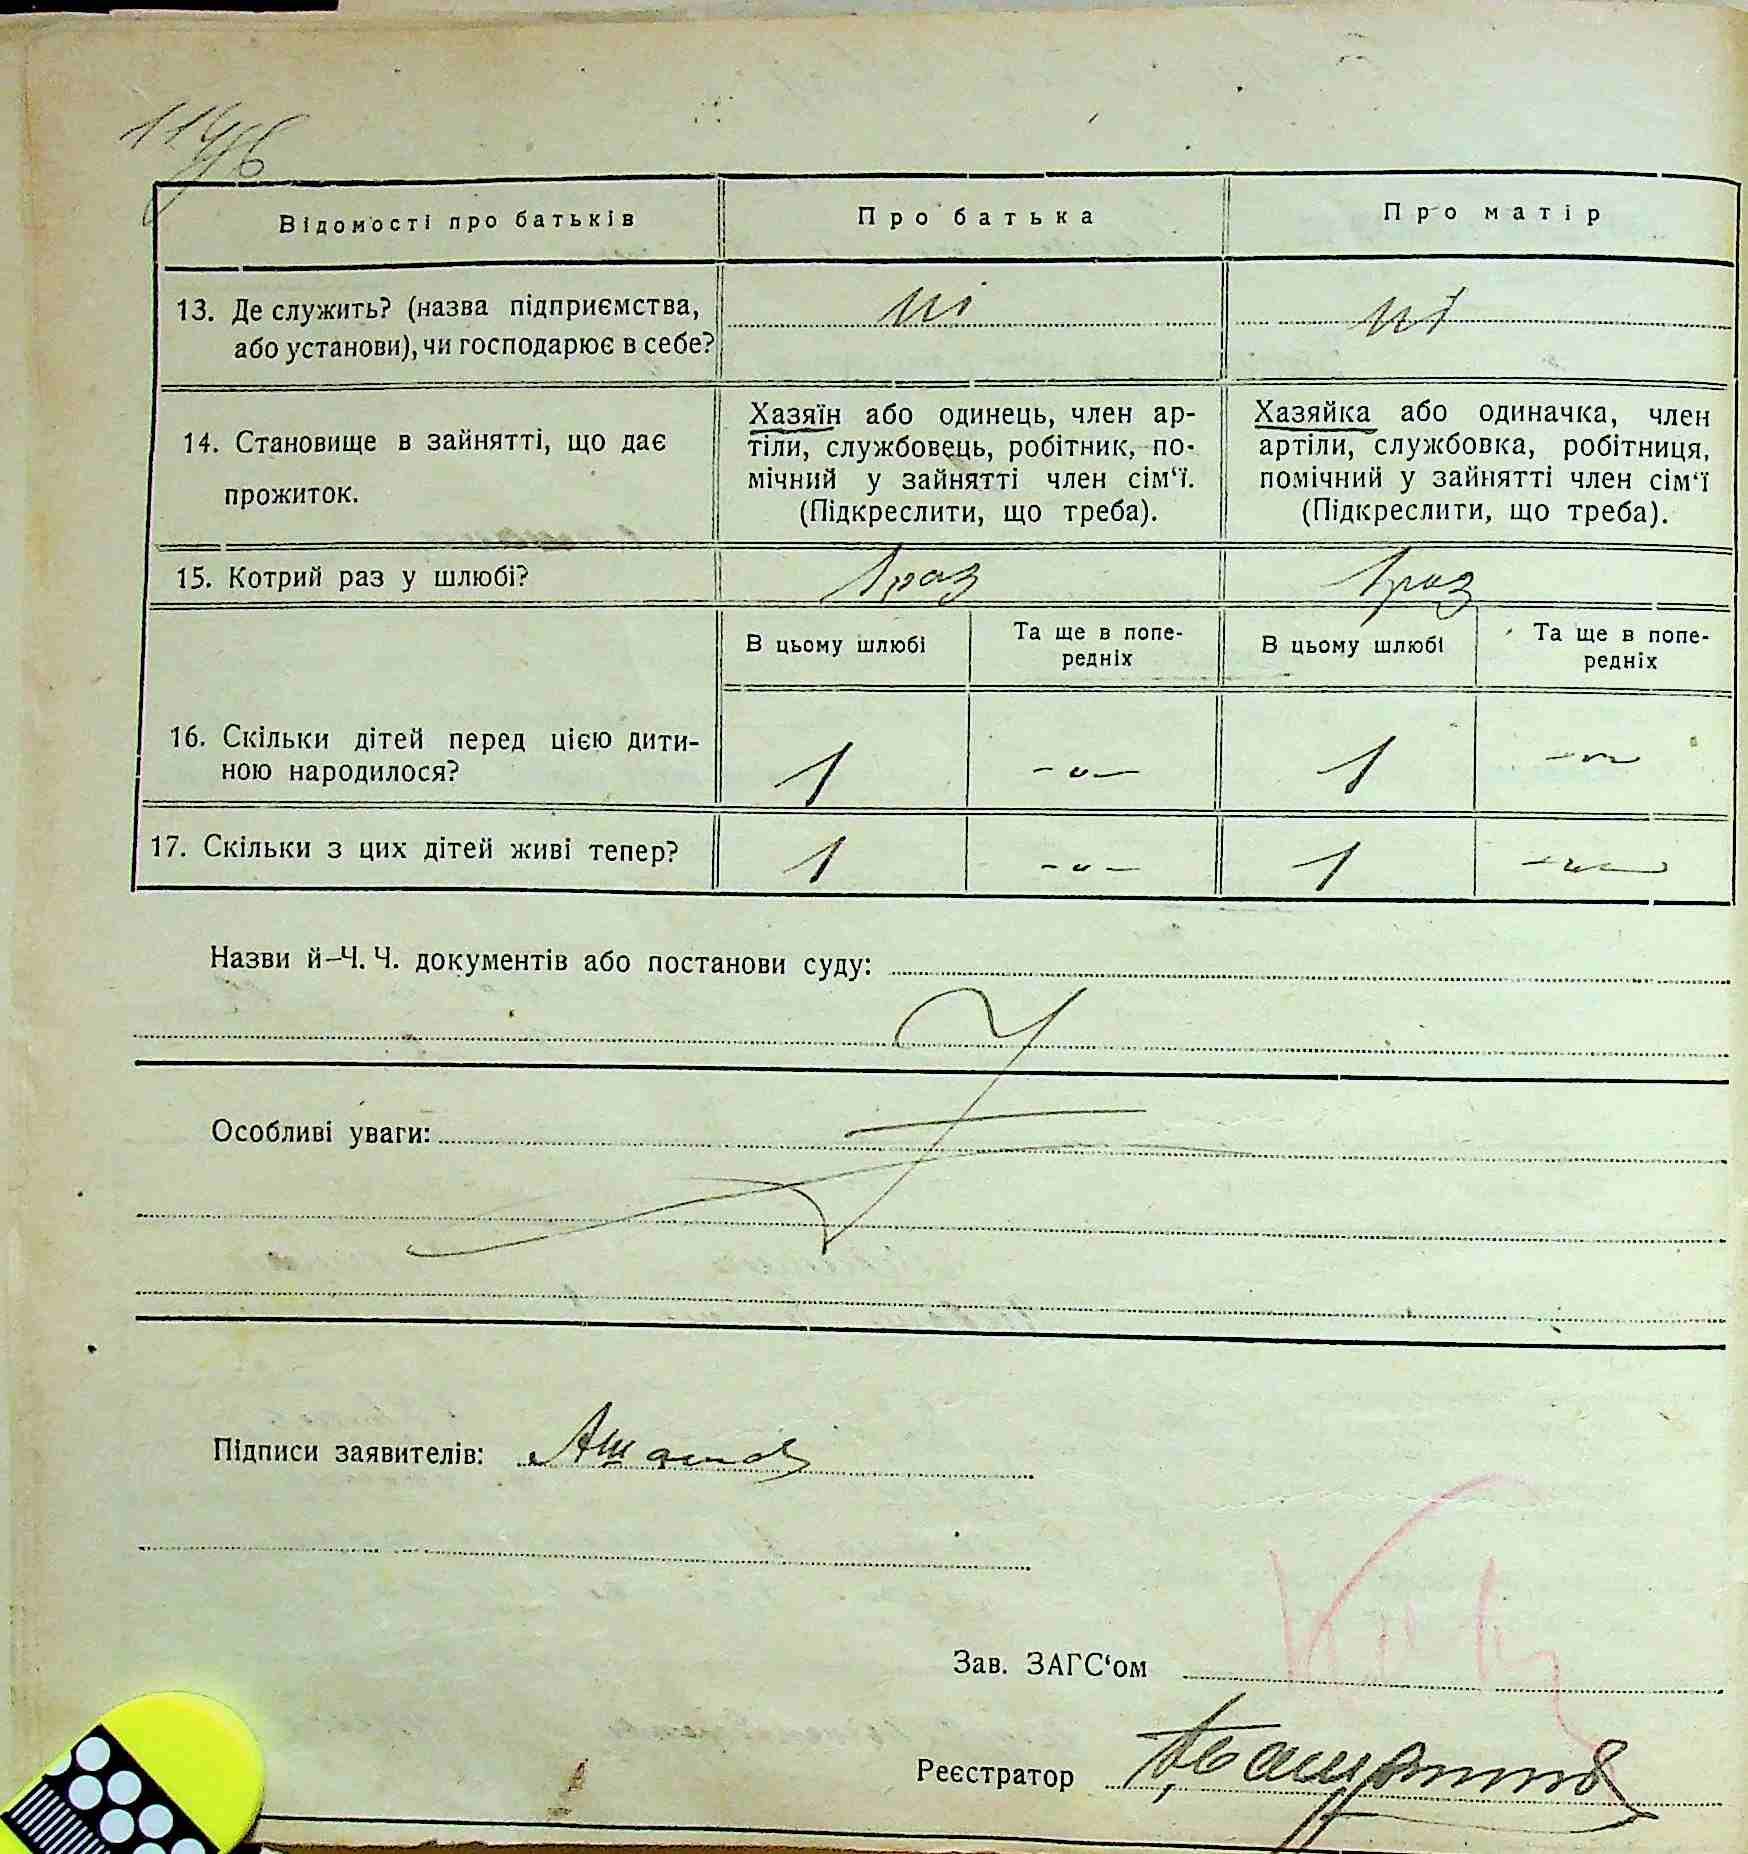 Відомості про батьків
Про батька
Про матір
13. Де служить? (назва підприємства,
або установи), чи господарює в себе?
ні
ні
14. Становище в зайнятті, що дає
прожиток.
Хазяїн або одинець, член ар-
тіли, службовець, робітник, по-
мічний у зайнятті член сім‘ї.
(Підкреслити, що треба).
Хазяйка або одиначка, член
артіли, службовка, робітниця,
помічний у зайнятті член сім‘ї
(Підкреслити, що треба).
15. Котрий раз у шлюбі?
1 раз
1 раз
В цьому шлюбі
Та ще в попе-
редніх
В цьому шлюбі
Та ще в попе-
редніх
16. Скільки дітей перед цією дити-
ною народилося?
1
-"-
1
-"-
17. Скільки з цих дітей живі тепер?
1
-"-
1
-"-
Назви й–Ч. Ч. документів або постанови суду:
Особливі уваги:
Підписи заявителів:
Зав. ЗАГС‘ом
Реєстратор